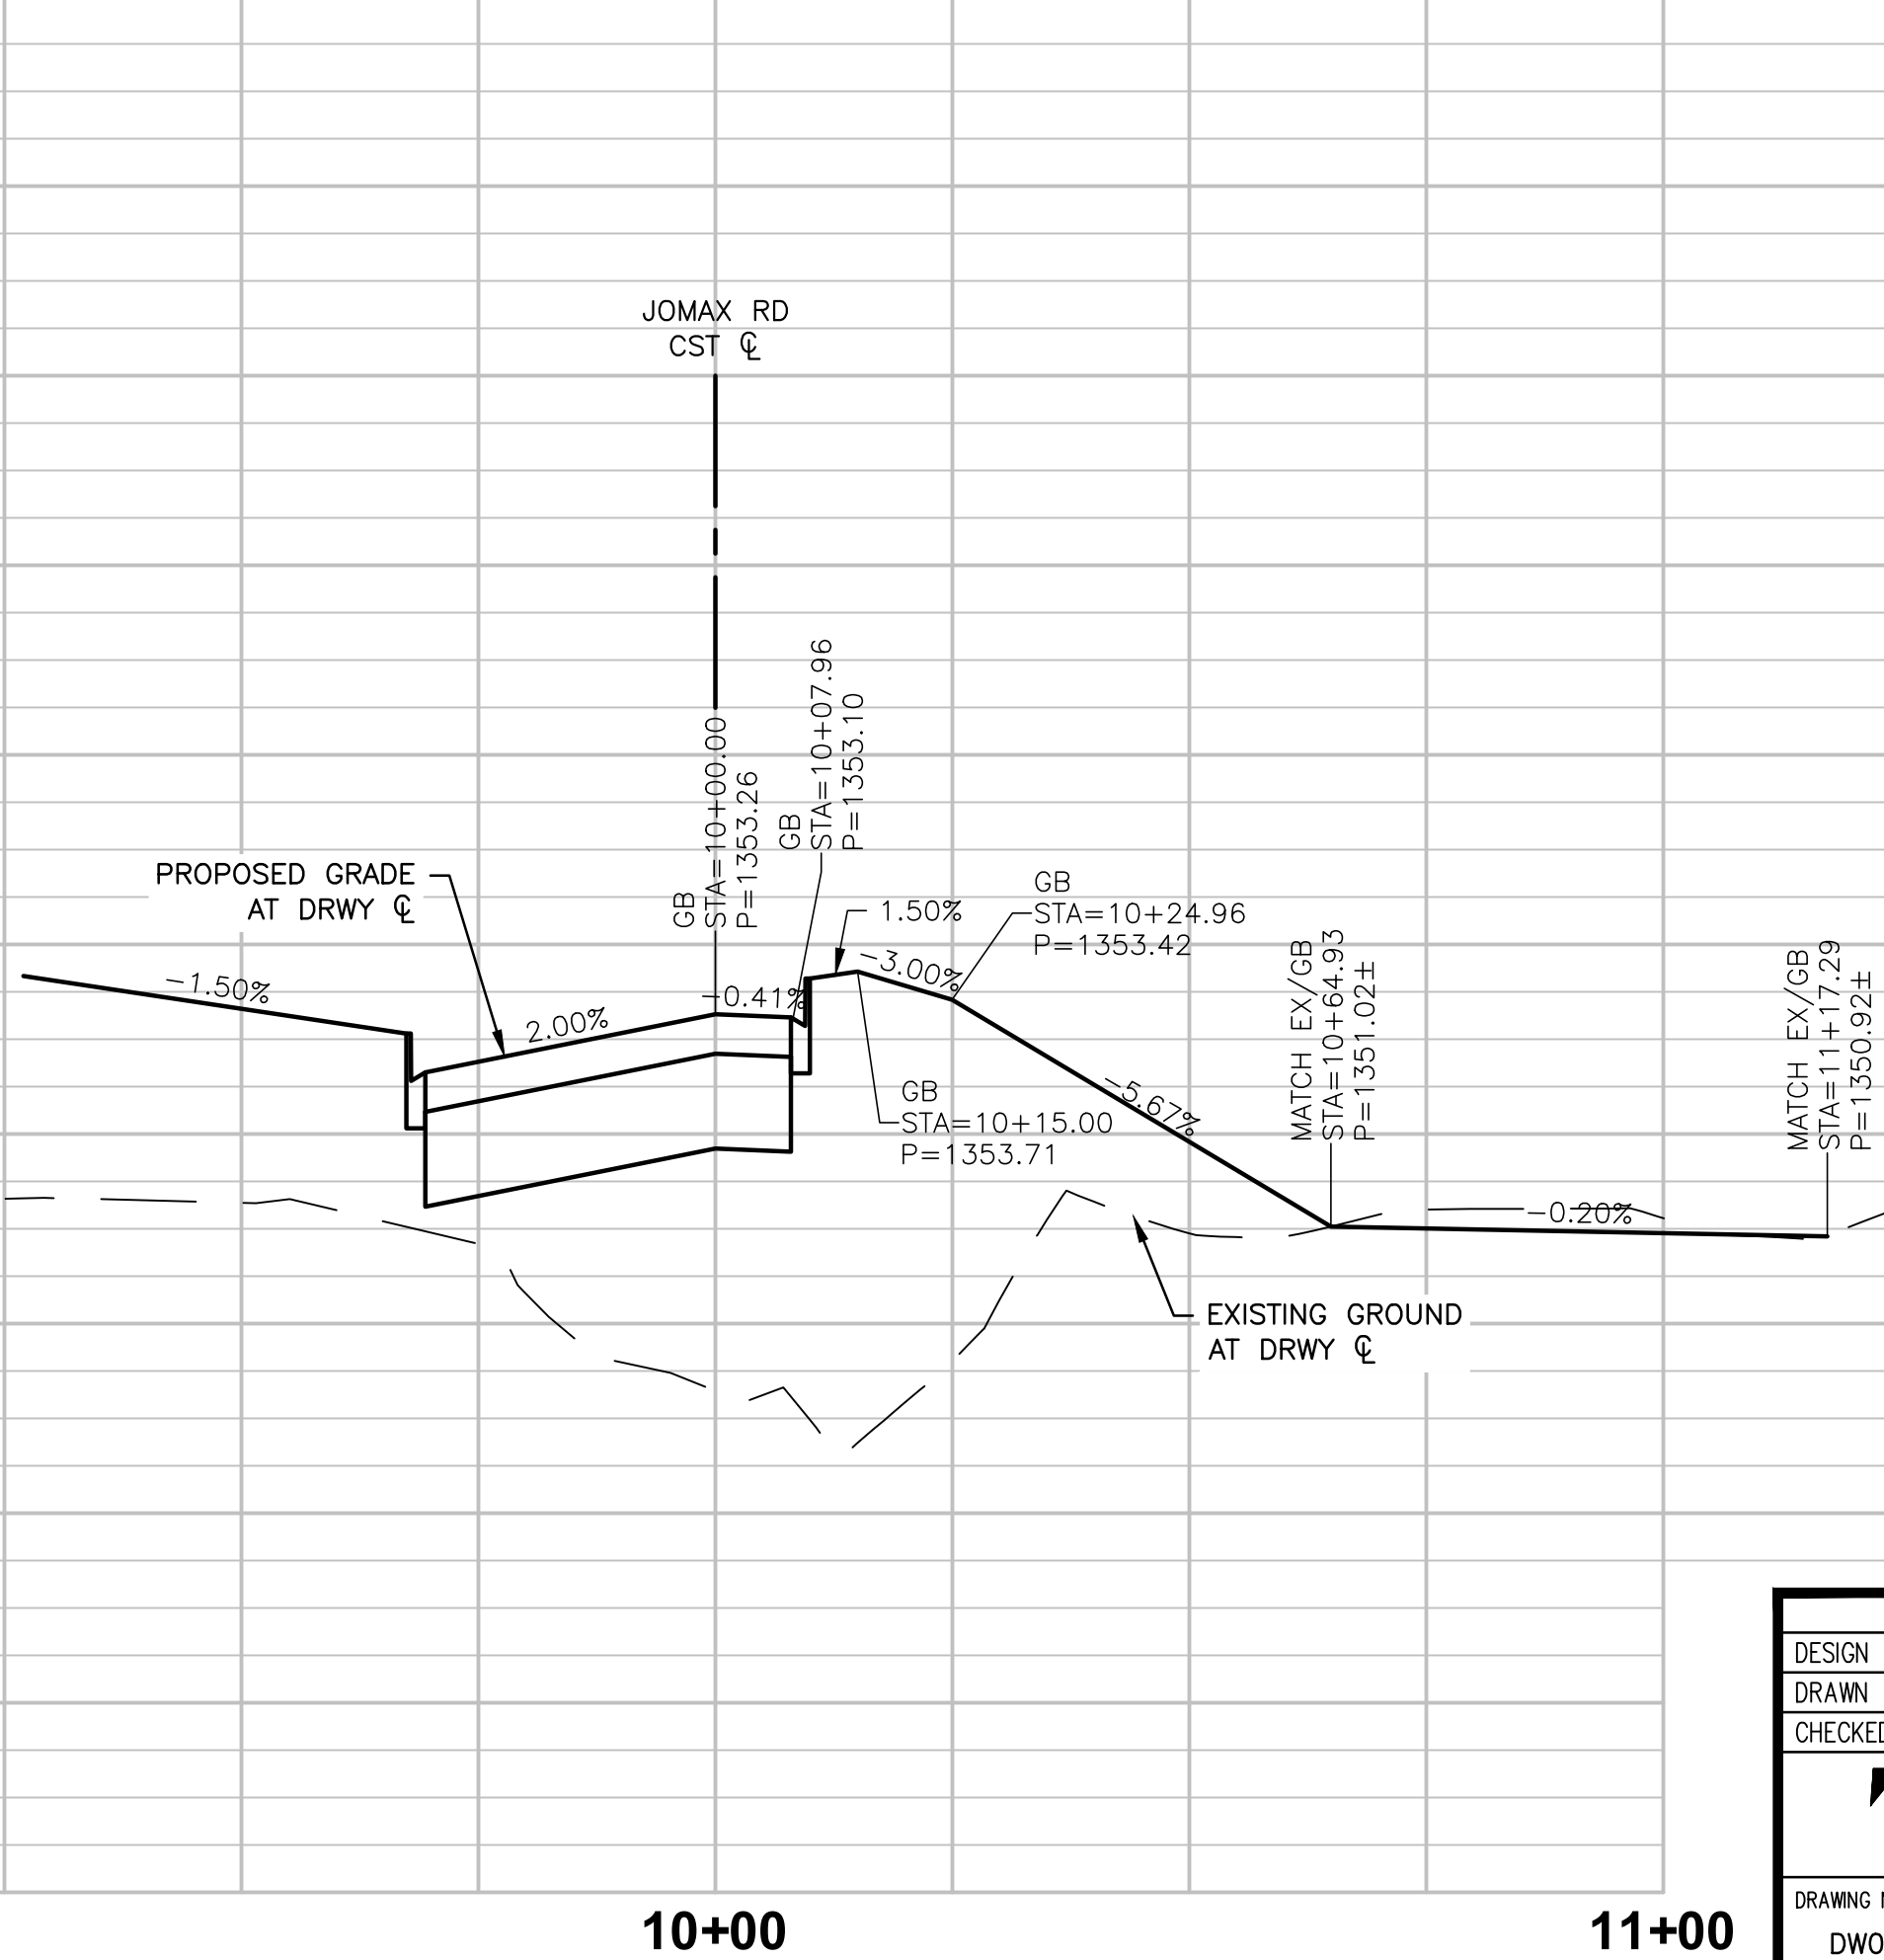 JOMAX RD
CST ℄
GB
STA=10+00.00
P=1353.26
GB
STA=10+07.96
P=1353.10
PROPOSED GRADE
AT DRWY ℄
1.50%
GB
STA=10+24.96
P=1353.42
-1.50%
2.00%
-0.41%
-3.00%
GB
STA=10+15.00
P=1353.71
-5.67%
MATCH EX/GB
STA=10+64.93
P=1351.02±
MATCH EX/GB
STA=11+17.29
P=1350.92±
-0.20%
EXISTING GROUND
AT DRWY ℄
DESIGN
DRAWN
CHECKED
DRAWING
DWO
10+00
11+00